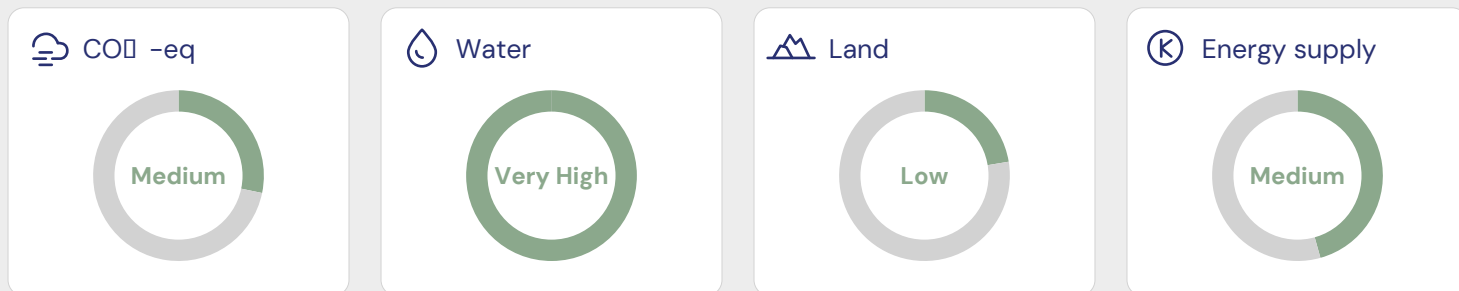 CO▯ -eq
Water
Land
Energy supply
Medium
Very High
Low
Medium